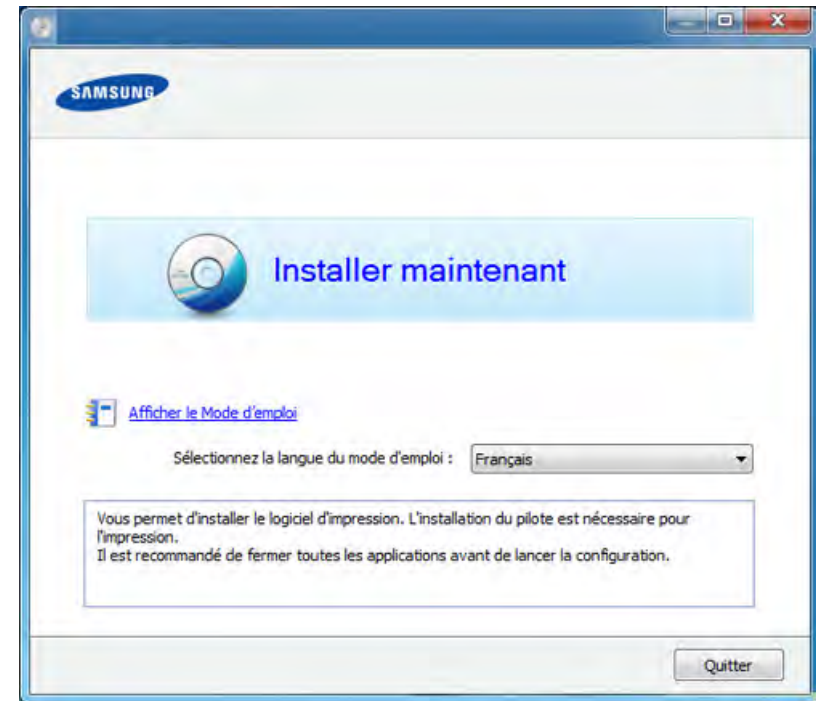 SAMSUNG
Installer maintenant
Afficher le Mode d'emploi
Sélectionnez la langue du mode d'emploi :
Français
Vous permet d'installer le logiciel d'impression. L'installation du pilote est nécessaire pour
l'impression.
Il est recommandé de fermer toutes les applications avant de lancer la configuration.
Quitter